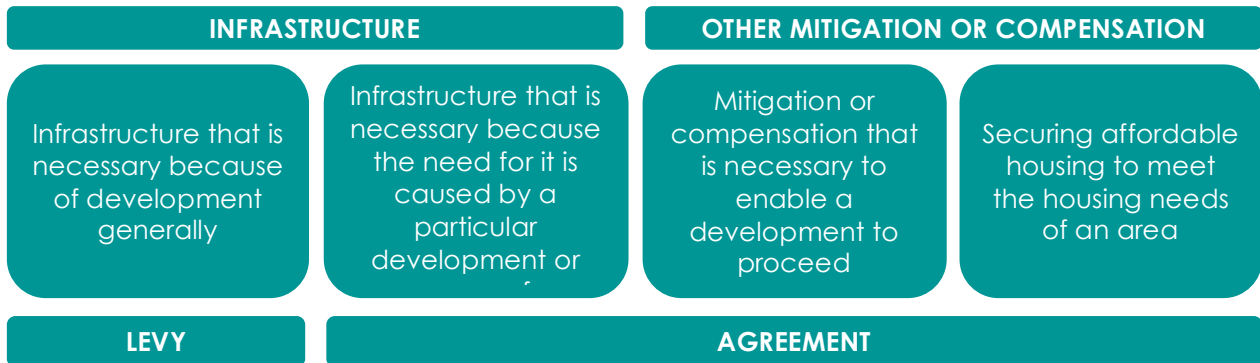 INFRASTRUCTURE
OTHER MITIGATION OR COMPENSATION
Infrastructure that is
necessary because
of development
generally
Infrastructure that is
necessary because
the need for it is
caused by a
particular
development or
Mitigation or
compensation that
is necessary to
enable a
development to
proceed
Securing affordable
housing to meet
the housing needs
of an area
LEVY
AGREEMENT